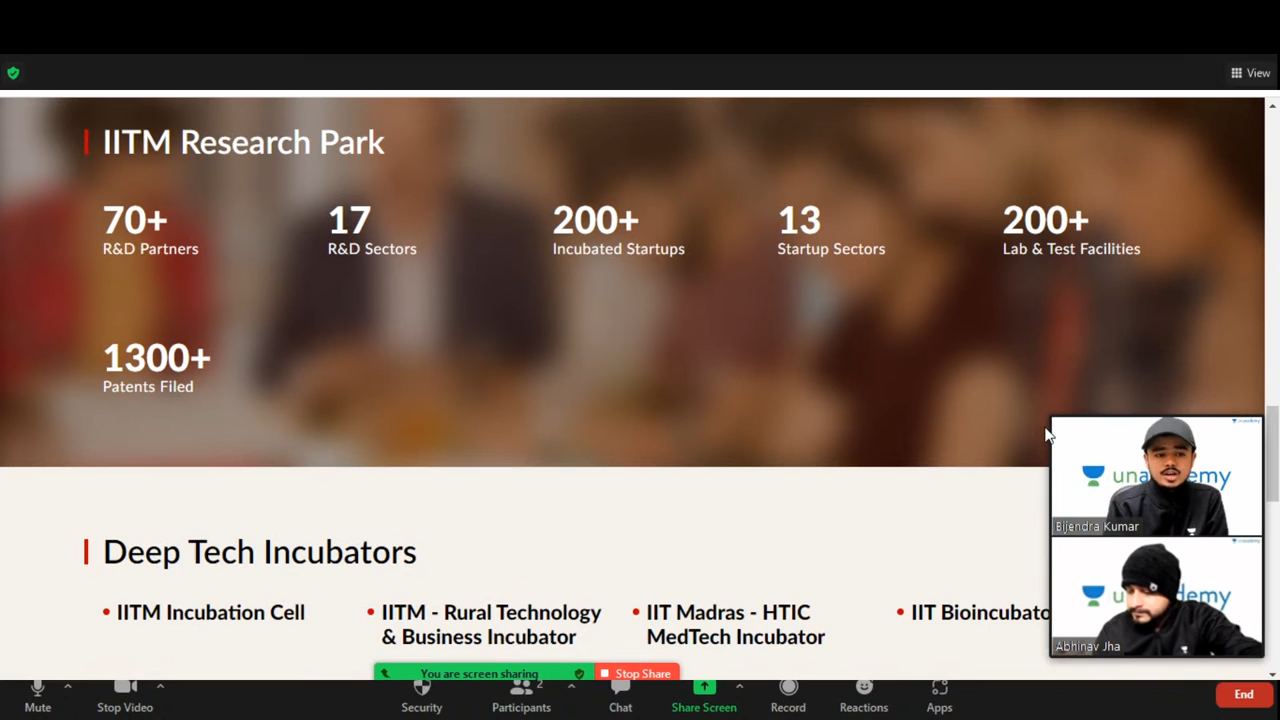 View
IITM Research Park
70+
R&D Partners
17
R&D Sectors
200+
Incubated Startups
13
Startup Sectors
200+
Lab & Test Facilities
1300+
Patents Filed
Deep Tech Incubators
IITM Incubation Cell
IITM - Rural Technology
& Business Incubator
IIT Madras - HTIC
MedTech Incubator
IIT Bioincubato
Bijendra Kumar
Abhinav Jha
You are screen sharing
Stop Share
Mute
Stop Video
Security
2
Participants
Chat
Share Screen
Record
Reactions
Apps
End